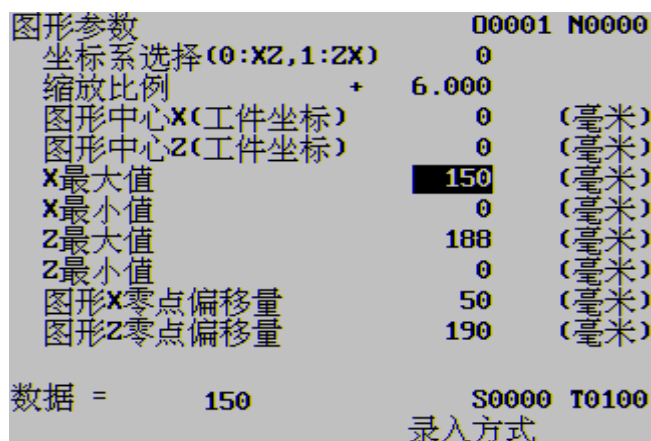 图形参数 O0001 N0000
坐标系选择(0:XZ,1:ZX) 0
缩放比例 + 6.000
图形中心X(工件坐标) 0 (毫米)
图形中心Z(工件坐标) 0 (毫米)
X最大值 150 (毫米)
X最小值 0 (毫米)
Z最大值 188 (毫米)
Z最小值 0 (毫米)
图形X零点偏移量 50 (毫米)
图形Z零点偏移量 190 (毫米)
数据 = 150 S0000 T0100
录入方式